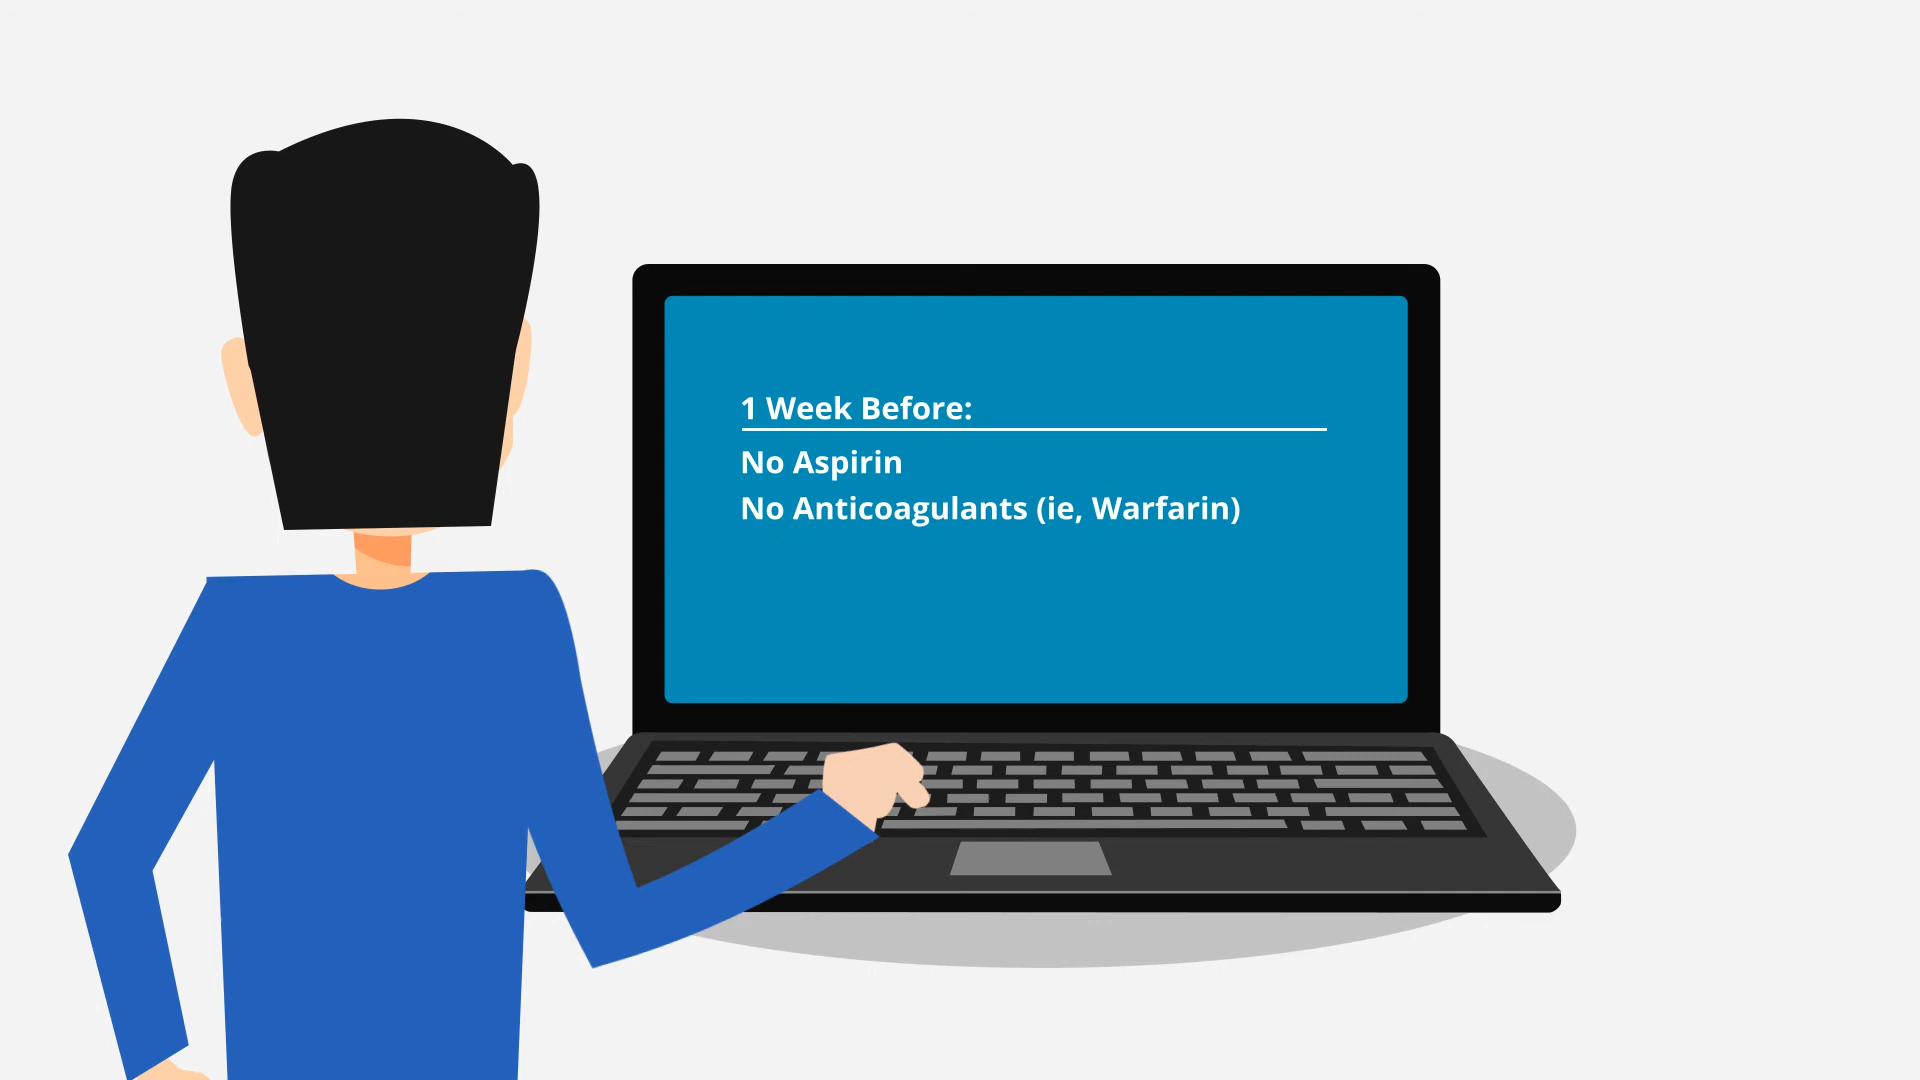 1 Week Before:
No Aspirin
No Anticoagulants (ie, Warfarin)